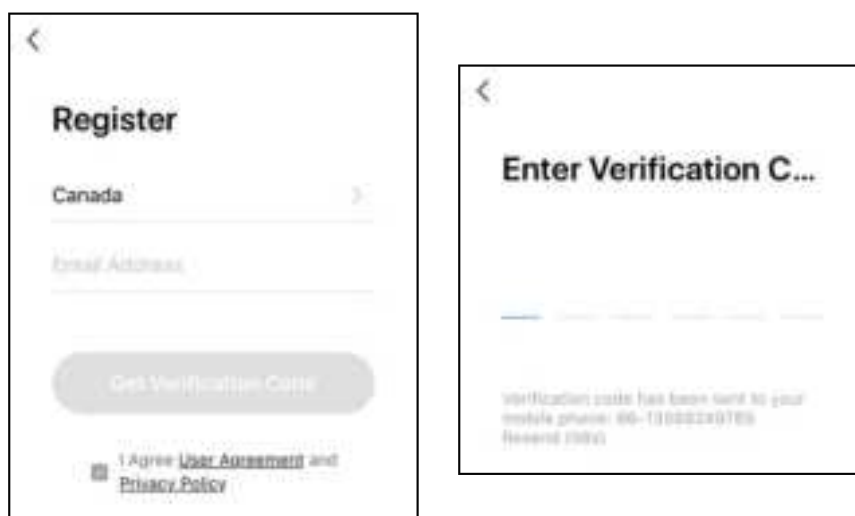 Register
Canada
Email Address
Get Verification Code
I Agree User Agreement and
Privacy Policy
Enter Verification C...
Verification code has been sent to your
mobile phone:
Resend